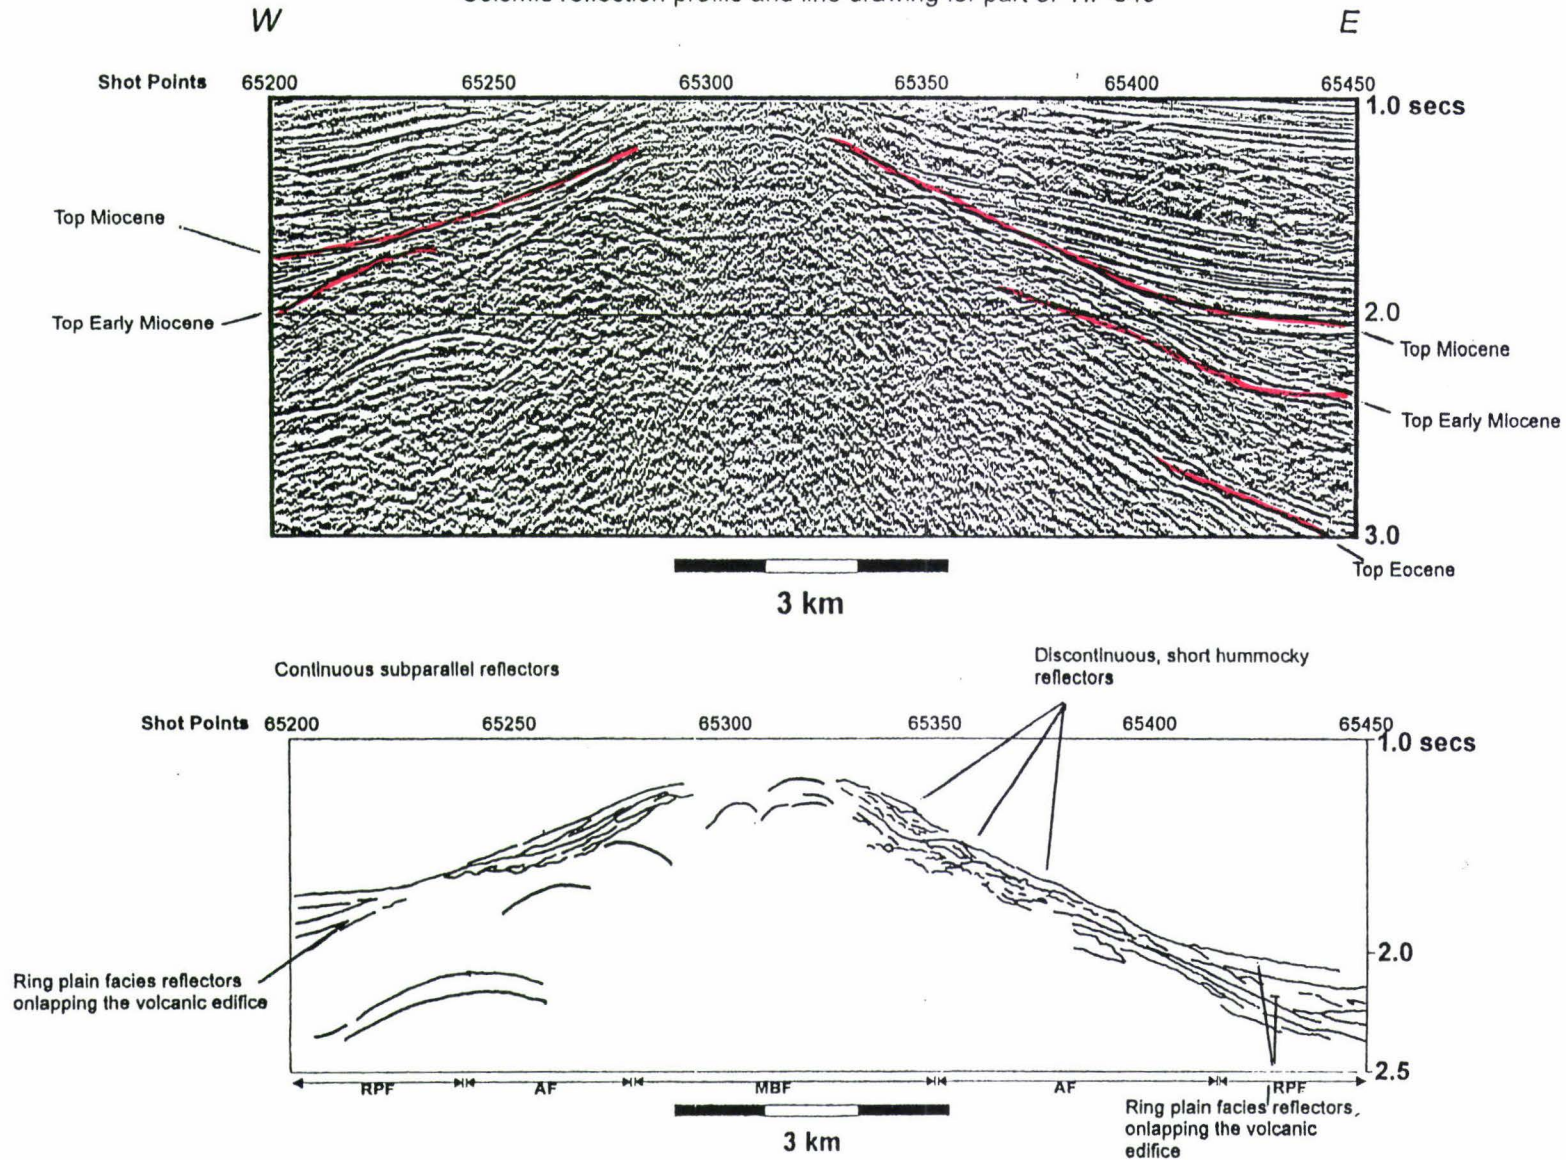 W
E
Shot Points 65200 65250 65300 65350 65400 65450
1.0 secs
Top Miocene
Top Early Miocene
2.0
Top Miocene
Top Early Miocene
3.0
Top Eocene
3 km
Continuous subparallel reflectors
Discontinuous, short hummocky
reflectors
Shot Points 65200 65250 65300 65350 65400 65450
1.0 secs
2.0
Ring plain facies reflectors
onlapping the volcanic edifice
2.5
RPF AF MBF AF RPF
Ring plain facies reflectors,
onlapping the volcanic
edifice
3 km